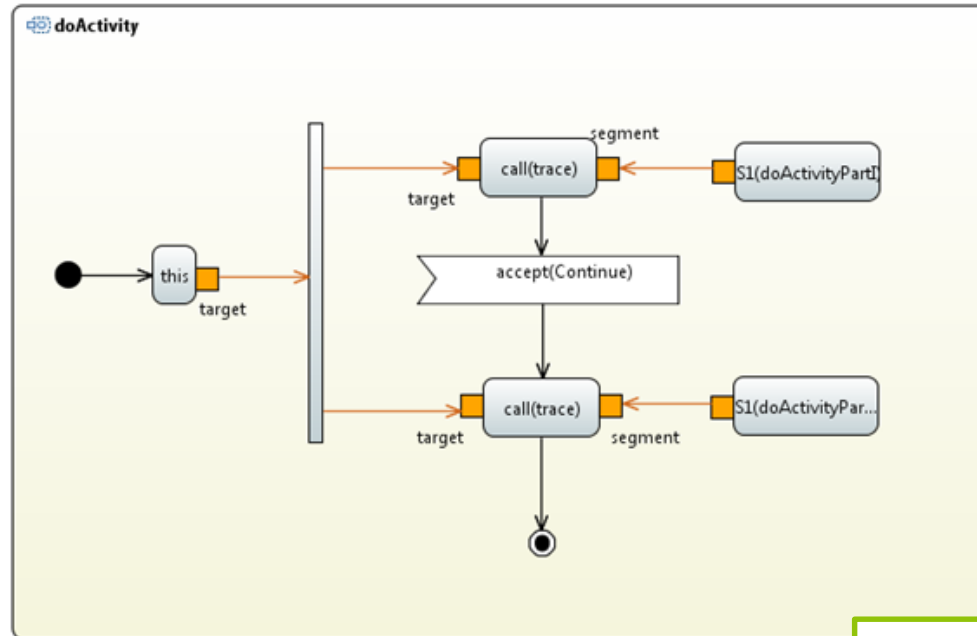 doActivity
segment
call(trace)
S1(doActivityPartI)
target
this
accept(Continue)
target
call(trace)
S1(doActivityPar...
target
segment